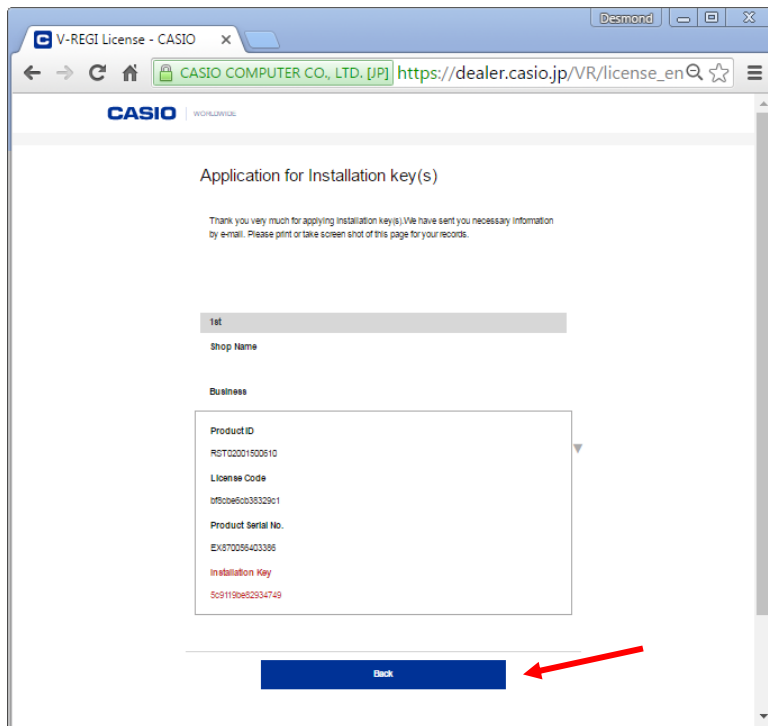 Desmond
V-REGI License - CASIO
CASIO COMPUTER CO., LTD. [JP] https://dealer.casio.jp/VR/license_en
CASIO WORLDWIDE
Application for Installation key(s)
Thank you very much for applying installation key(s).We have sent you necessary information
by e-mail. Please print or take screen shot of this page for your records.
1st
Shop Name
Business
Product ID
RST02001500610
License Code
bf5cbe6cb38329c1
Product Serial No.
EX870056403386
Installation Key
5c9119be82934749
Back